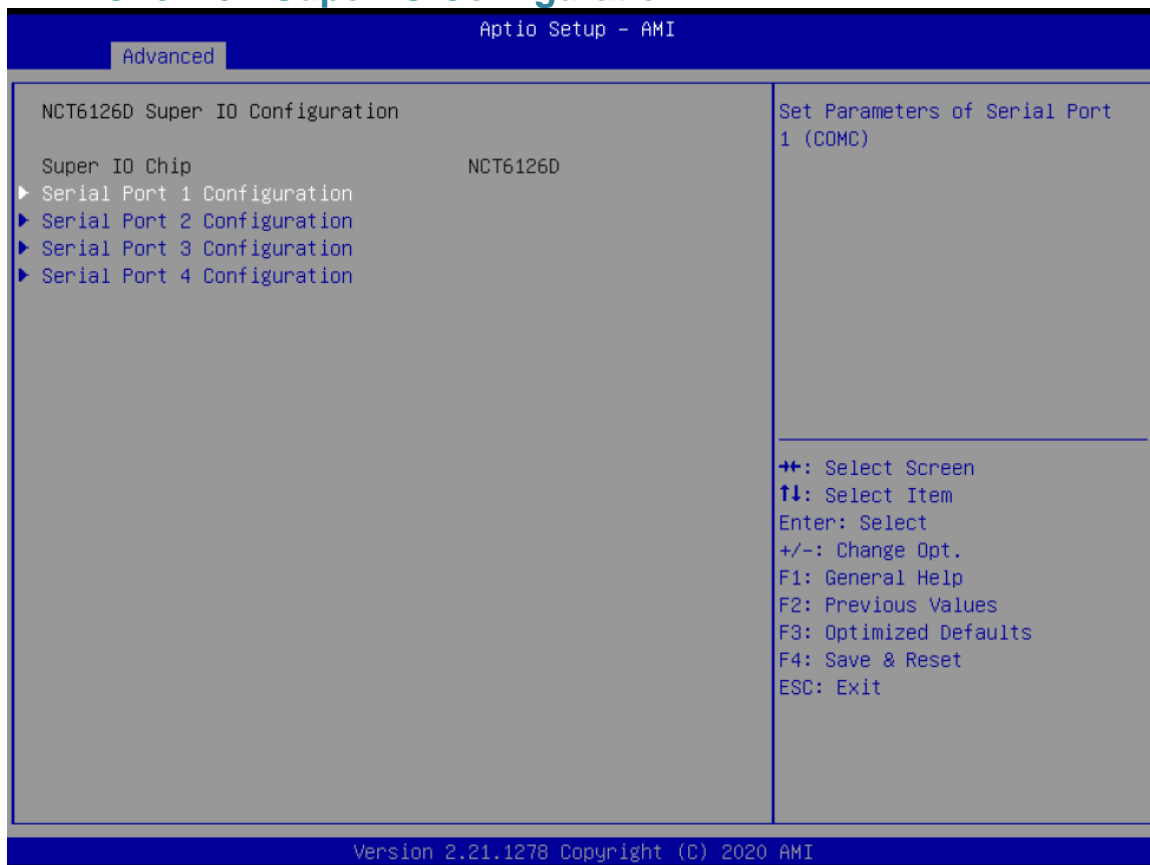 Aptio Setup – AMI
Advanced
NCT6126D Super IO Configuration
Super IO Chip NCT6126D
Serial Port 1 Configuration
Serial Port 2 Configuration
Serial Port 3 Configuration
Serial Port 4 Configuration
Set Parameters of Serial Port
1 (COMC)
→←: Select Screen
↑↓: Select Item
Enter: Select
+/-: Change Opt.
F1: General Help
F2: Previous Values
F3: Optimized Defaults
F4: Save & Reset
ESC: Exit
Version 2.21.1278 Copyright (C) 2020 AMI